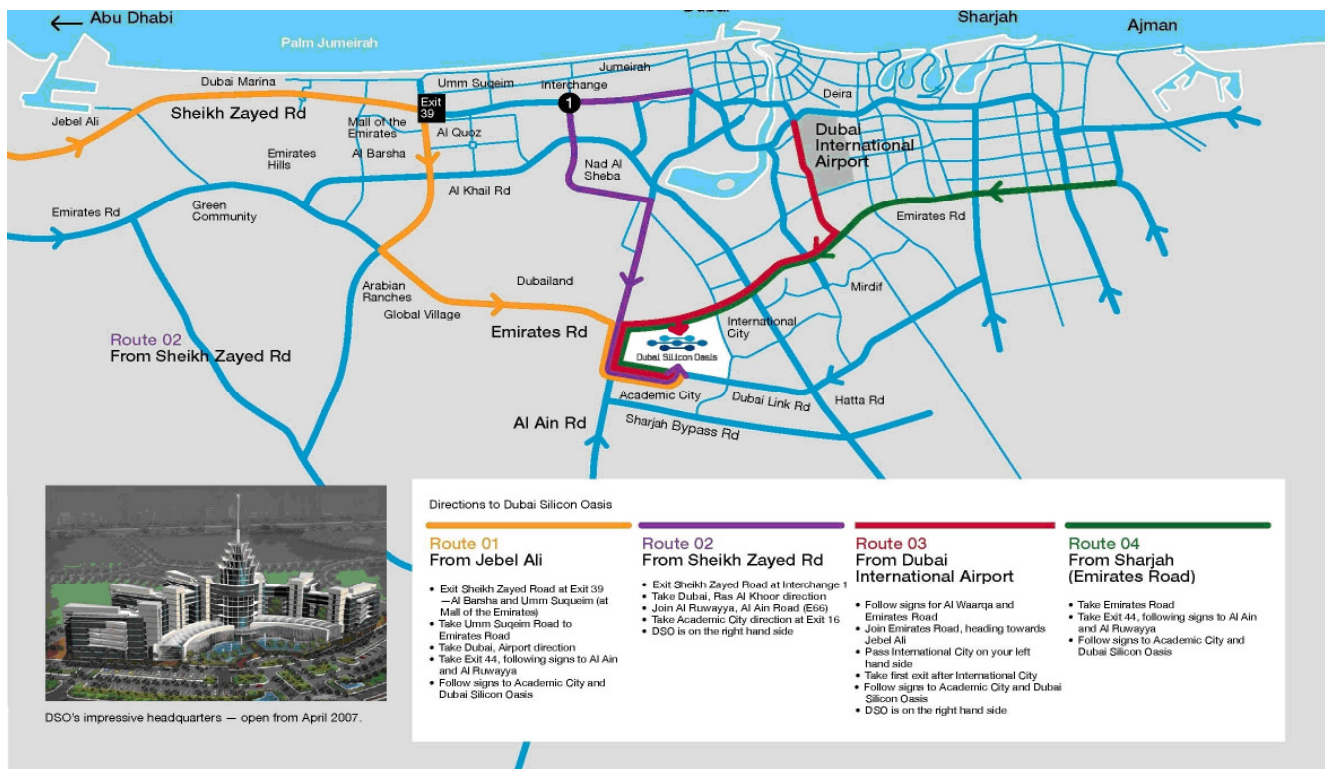 Abu Dhabi
Dubai
Sharjah
Ajman
Palm Jumeirah
Dubai Marina
Umm Suqeim
Jumeirah
Interchange
1
Deira
Jebel Ali
Sheikh Zayed Rd
Exit
39
Mall of the
Emirates
Al Quoz
Al Barsha
Emirates
Hills
Nad Al
Sheba
Dubai
International
Airport
Al Khail Rd
Emirates Rd
Green
Community
Emirates Rd
Arabian
Ranches
Global Village
Dubailand
Mirdif
International
City
Emirates Rd
Dubai Silicon Oasis
Route 02
From Sheikh Zayed Rd
Academic City
Dubai Link Rd
Hatta Rd
Al Ain Rd
Sharjah Bypass Rd
DSO's impressive headquarters — open from April 2007.
Directions to Dubai Silicon Oasis
Route 01
From Jebel Ali
• Exit Sheikh Zayed Road at Exit 39
—Al Barsha and Umm Suqueim (at
Mall of the Emirates)
• Take Umm Suqeim Road to
Emirates Road
• Take Dubai, Airport direction
• Take Exit 44, following signs to Al Ain
and Al Ruwayya
• Follow signs to Academic City and
Dubai Silicon Oasis
Route 02
From Sheikh Zayed Rd
• Exit Sheikh Zayed Road at Interchange 1
• Take Dubai, Ras Al Khoor direction
• Join Al Ruwayya, Al Ain Road (E66)
• Take Academic City direction at Exit 16
• DSO is on the right hand side
Route 03
From Dubai
International Airport
• Follow signs for Al Waarqa and
Emirates Road
• Join Emirates Road, heading towards
Jebel Ali
• Pass International City on your left
hand side
• Take first exit after International City
• Follow signs to Academic City and Dubai
Silicon Oasis
• DSO is on the right hand side
Route 04
From Sharjah
(Emirates Road)
• Take Emirates Road
• Take Exit 44, following signs to Al Ain
and Al Ruwayya
• Follow signs to Academic City and
Dubai Silicon Oasis